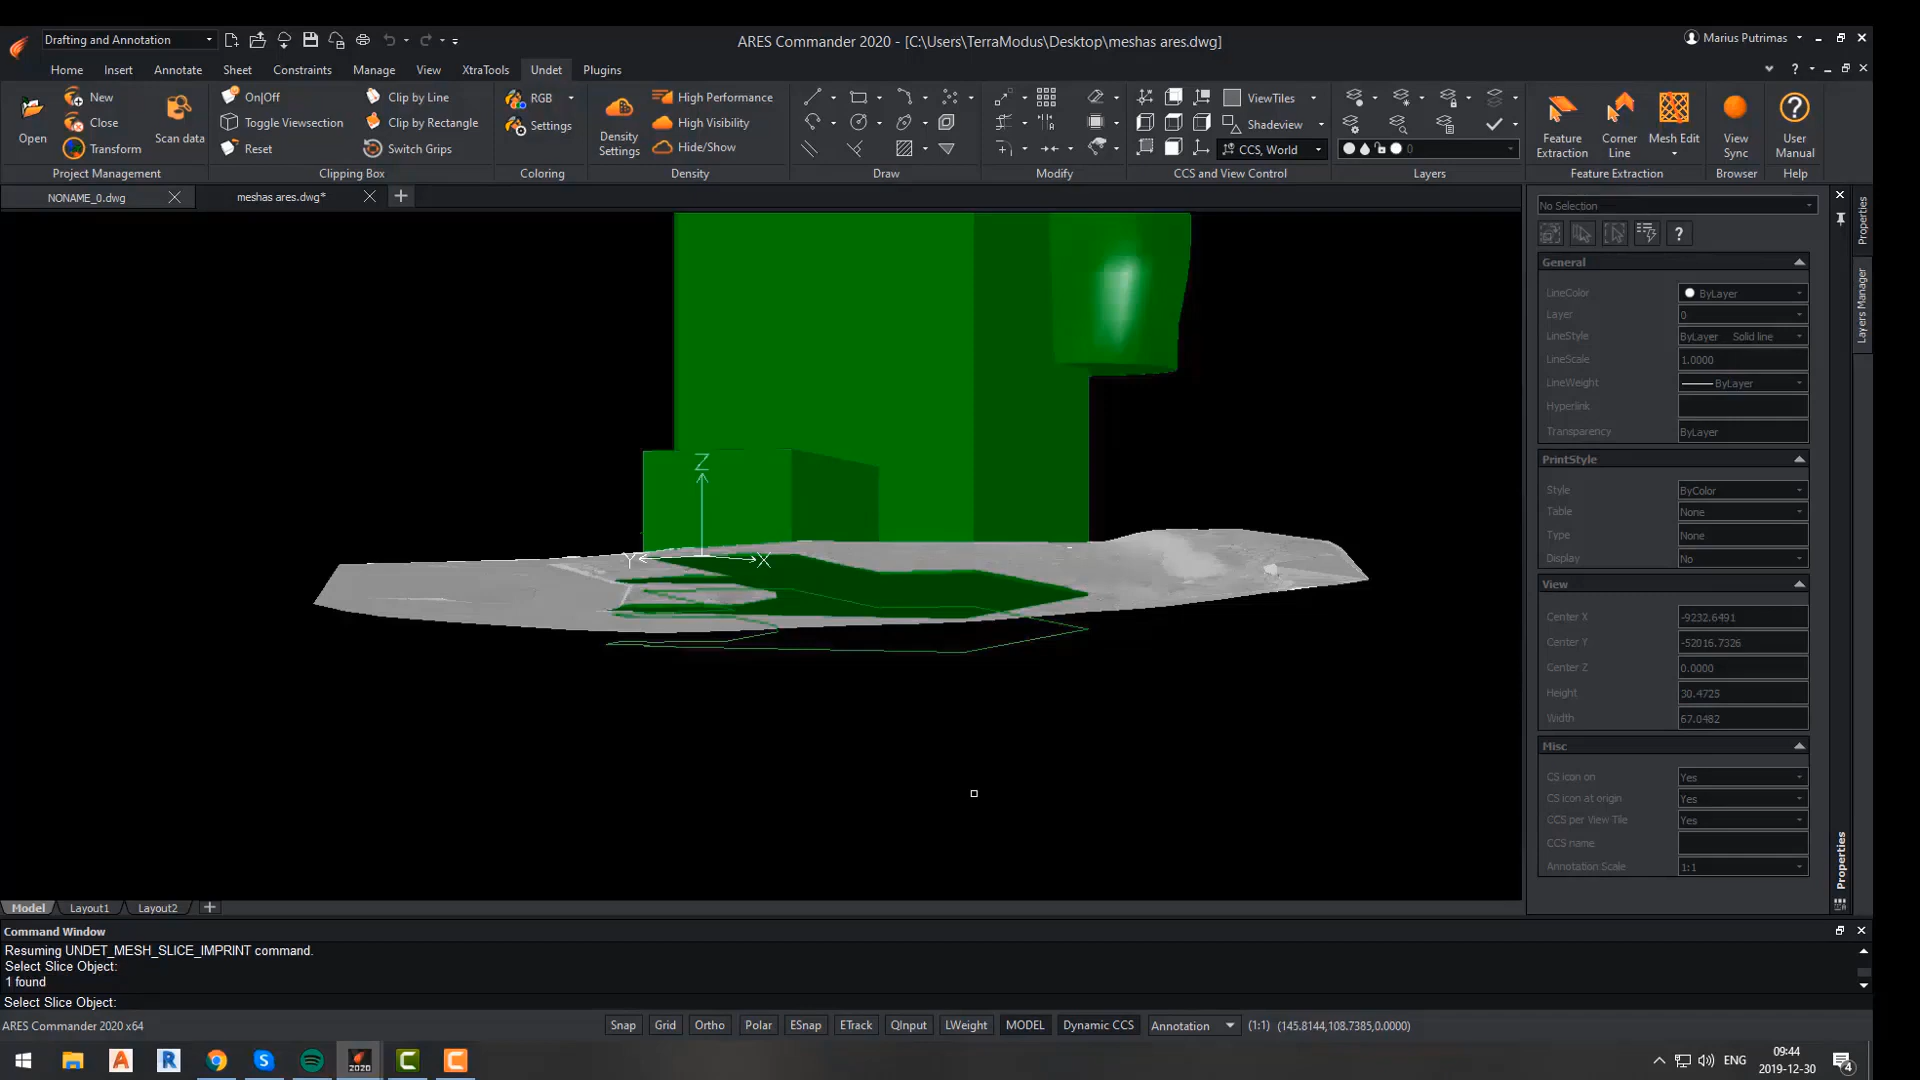 Drafting and Annotation
ARES Commander 2020 - [C:\Users\TerraModus\Desktop\meshas ares.dwg]
Marius Putrimas
Home
Insert
Annotate
Sheet
Constraints
Manage
View
XtraTools
Undet
Plugins
?
Open
New
Close
Transform
Scan data
Project Management
On|Off
Toggle Viewsection
Reset
Clip by Line
Clip by Rectangle
Switch Grips
Clipping Box
RGB
Settings
Coloring
Density Settings
High Performance
High Visibility
Hide/Show
Density
Draw
Modify
ViewTiles
Shadeview
CCS, World
CCS and View Control
0
Layers
Feature Extraction
Corner Line
Mesh Edit
Feature Extraction
View Sync
Browser
User Manual
Help
NONAME_0.dwg
meshas ares.dwg*
No Selection
?
General
LineColor ByLayer
Layer 0
LineStyle ByLayer Solid line
LineScale 1.0000
LineWeight ByLayer
Hyperlink
Transparency ByLayer
PrintStyle
Style ByColor
Table None
Type None
Display No
View
Center X -9232.6491
Center Y -52016.7326
Center Z 0.0000
Height 30.4725
Width 67.0482
Misc
CS icon on Yes
CS icon at origin Yes
CCS per View Tile Yes
CCS name
Annotation Scale 1:1
Properties
Layers Manager
Properties
Z
Y
X
Model
Layout1
Layout2
Command Window
Resuming UNDET_MESH_SLICE_IMPRINT command.
Select Slice Object:
1 found
Select Slice Object:
ARES Commander 2020 x64
Snap
Grid
Ortho
Polar
ESnap
ETrack
QInput
LWeight
MODEL
Dynamic CCS
Annotation
(1:1)
(145.8144,108.7385,0.0000)
A
R
S
2020
C
C
ENG
09:44
2019-12-30
4